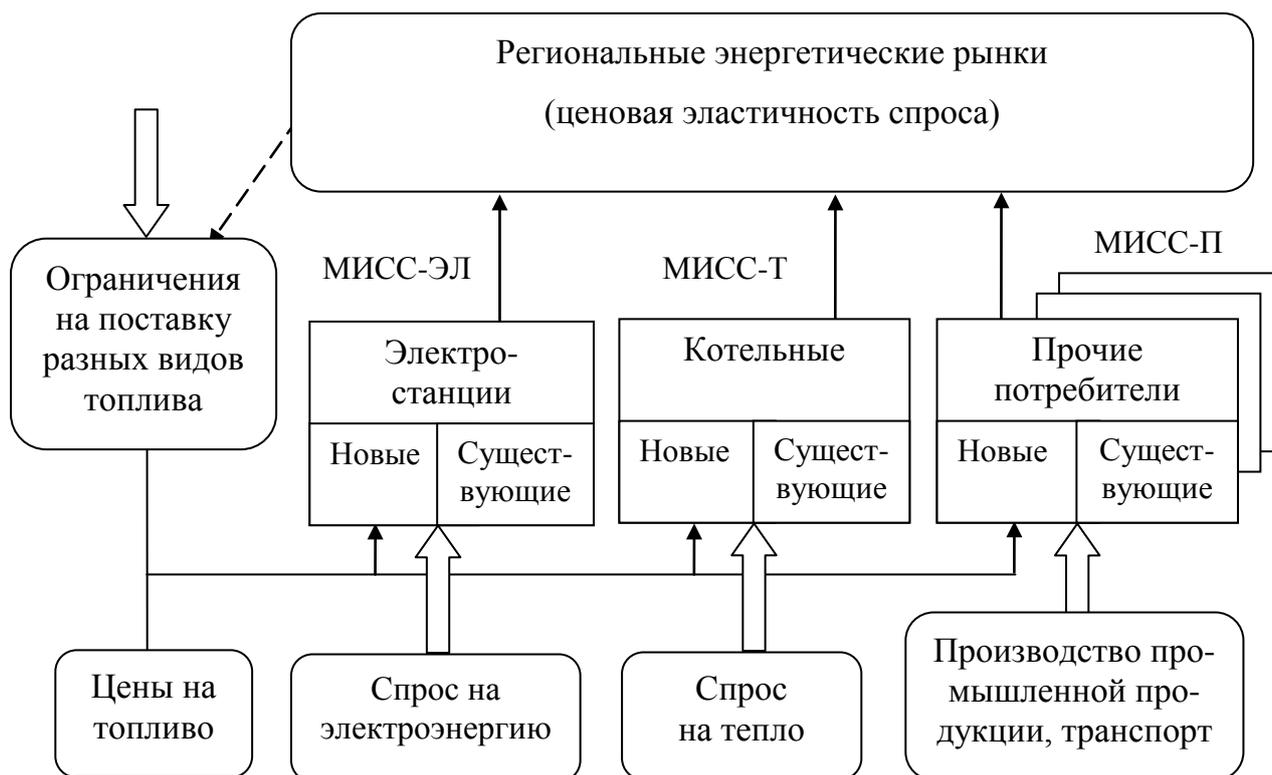 Региональные энергетические рынки
(ценовая эластичность спроса)
Ограничения
на поставку
разных видов
топлива
МИСС-ЭЛ
МИСС-Т
МИСС-П
Электро-
станции
Новые
Сущест-
вующие
Котельные
Новые
Сущест-
вующие
Прочие
потребители
Новые
Сущест-
вующие
Цены на
топливо
Спрос на
электроэнергию
Спрос
на тепло
Производство про-
мышленной про-
дукции, транспорт